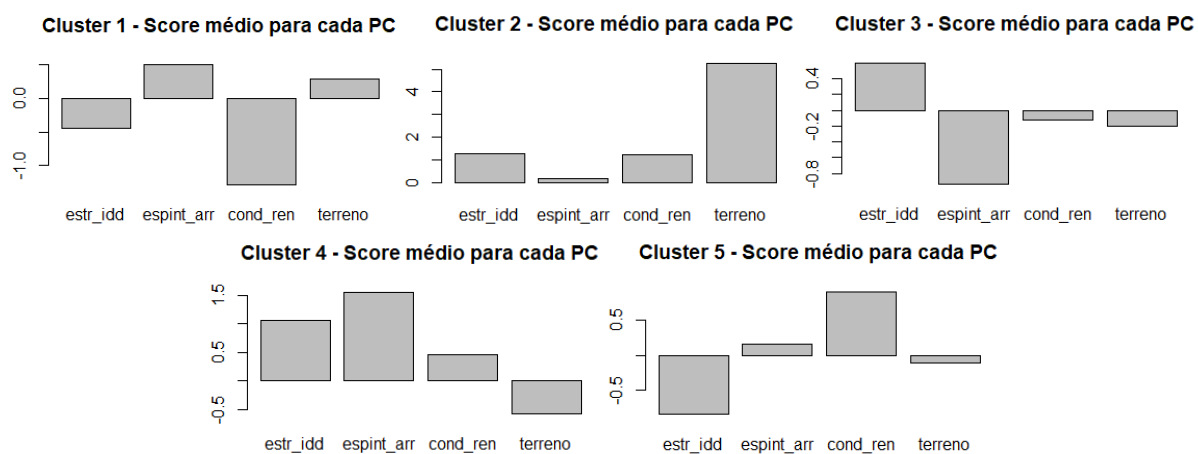 Cluster 1 - Score médio para cada PC
0.0
-1.0
estr_idd espint_arr cond_ren terreno
Cluster 2 - Score médio para cada PC
4
2
0
estr_idd espint_arr cond_ren terreno
Cluster 3 - Score médio para cada PC
0.4
-0.2
-0.8
estr_idd espint_arr cond_ren terreno
Cluster 4 - Score médio para cada PC
1.5
0.5
-0.5
estr_idd espint_arr cond_ren terreno
Cluster 5 - Score médio para cada PC
0.5
-0.5
estr_idd espint_arr cond_ren terreno